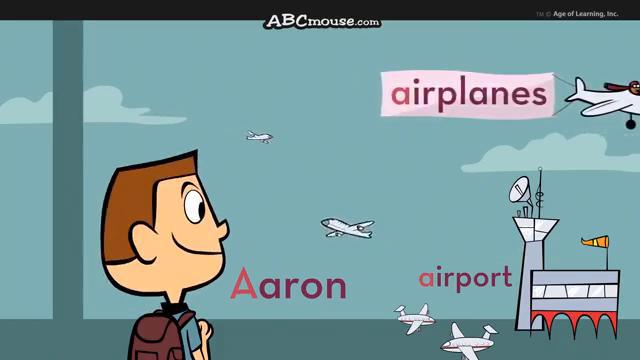 ABCmouse.com
TM © Age of Learning, Inc.
airplanes
Aaron
airport